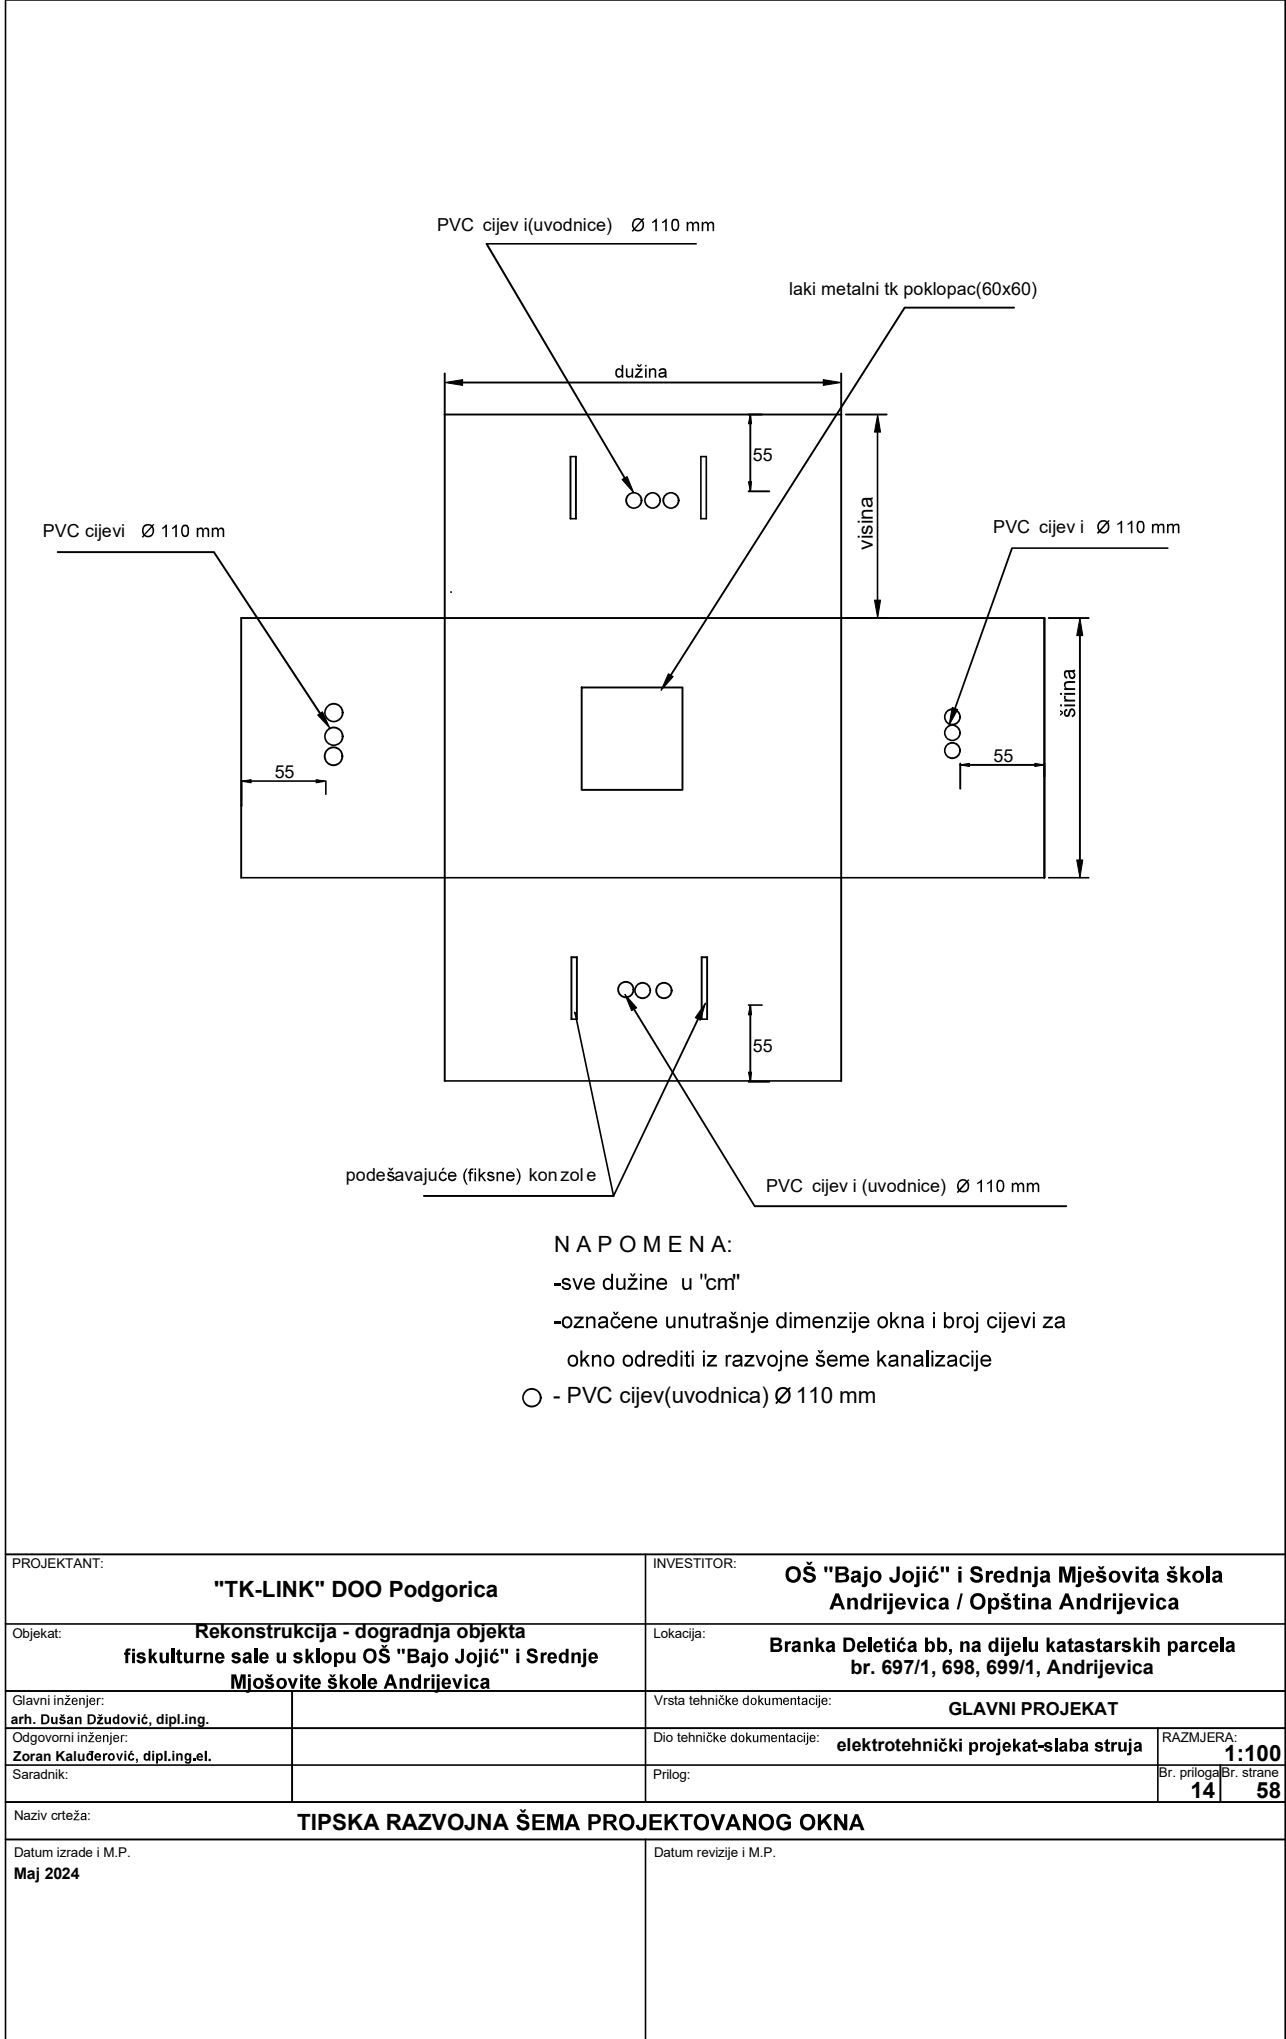 PVC cijev i(uvodnice) Ø 110 mm
laki metalni tk poklopac(60x60)
dužina
55
visina
PVC cijevi Ø 110 mm
PVC cijev i Ø 110 mm
širina
55
55
55
podešavajuće (fiksne) konzole
PVC cijev i (uvodnice) Ø 110 mm
N A P O M E N A:
-sve dužine u "cm"
-označene unutrašnje dimenzije okna i broj cijevi za
okno odrediti iz razvojne šeme kanalizacije
- PVC cijev(uvodnica) Ø 110 mm
PROJEKTANT:
"TK-LINK" DOO Podgorica
INVESTITOR:
OŠ "Bajo Jojić" i Srednja Mješovita škola
Andrijevica / Opština Andrijevica
Objekat:
Rekonstrukcija - dogradnja objekta
fiskulturne sale u sklopu OŠ "Bajo Jojić" i Srednje
Mjošovite škole Andrijevica
Lokacija:
Branka Deletića bb, na dijelu katastarskih parcela
br. 697/1, 698, 699/1, Andrijevica
Glavni inženjer:
arh. Dušan Džudović, dipl.ing.
Vrsta tehničke dokumentacije:
GLAVNI PROJEKAT
Odgovorni inženjer:
Zoran Kaluđerović, dipl.ing.el.
Dio tehničke dokumentacije:
elektrotehnički projekat-slaba struja
RAZMJERA:
1:100
Saradnik:
Prilog:
Br. priloga
14
Br. strane
58
Naziv crteža:
TIPSKA RAZVOJNA ŠEMA PROJEKTOVANOG OKNA
Datum izrade i M.P.
Maj 2024
Datum revizije i M.P.